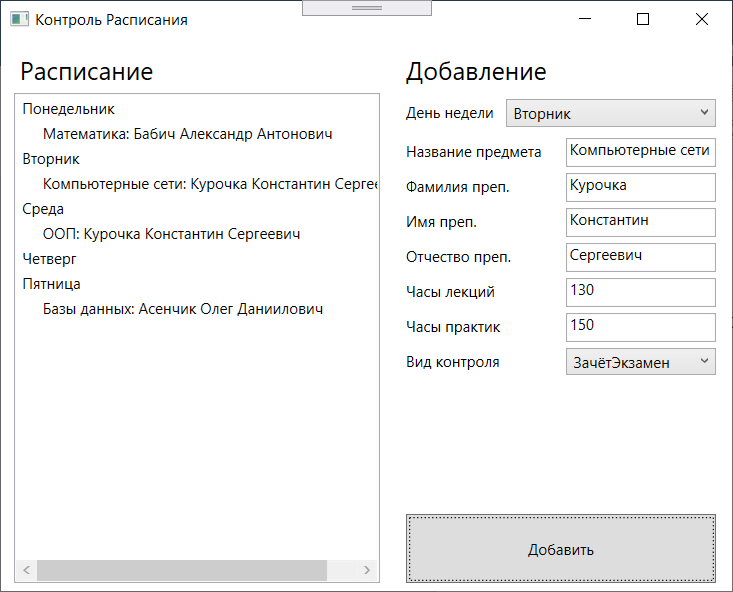 Контроль Расписания
Расписание
Понедельник
Математика: Бабич Александр Антонович
Вторник
Компьютерные сети: Курочка Константин Серге
Среда
ООП: Курочка Константин Сергеевич
Четверг
Пятница
Базы данных: Асенчик Олег Даниилович
Добавление
День недели Вторник
Название предмета Компьютерные сети
Фамилия преп. Курочка
Имя преп. Константин
Отчество преп. Сергеевич
Часы лекций 130
Часы практик 150
Вид контроля ЗачётЭкзамен
Добавить